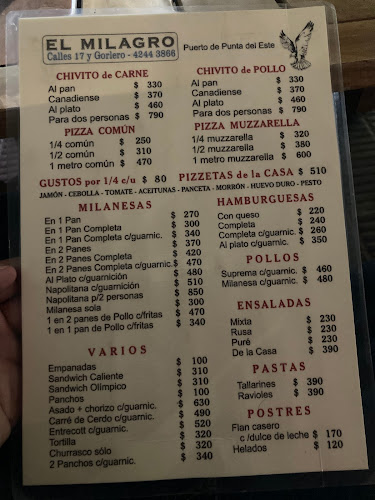 EL MILAGRO
Calles 17 y Gorlero - 4244 3866
Puerto de Punta del Este
CHIVITO de CARNE
Al pan $ 330
Canadiense $ 370
Al plato $ 460
Para dos personas $ 790
CHIVITO de POLLO
Al pan $ 330
Canadiense $ 370
Al plato $ 460
Para dos personas $ 790
PIZZA COMÚN
1/4 común $ 250
1/2 común $ 310
1 metro común $ 470
PIZZA MUZZARELLA
1/4 muzzarella $ 320
1/2 muzzarella $ 380
1 metro muzzarella $ 600
GUSTOS por 1/4 c/u $ 80
PIZZETAS de la CASA $ 510
JAMÓN - CEBOLLA - TOMATE - ACEITUNAS - PANCETA - MORRÓN - HUEVO DURO - PESTO
MILANESAS
En 1 Pan $ 270
En 1 Pan Completa $ 300
En 1 Pan Completa c/guarnic. $ 340
En 2 Panes $ 370
En 2 Panes Completa $ 420
En 2 Panes Completa c/guarnic. $ 470
Al Plato c/guarnición $ 480
Napolitana c/guarnición $ 510
Napolitana p/2 personas $ 850
Milanesa sola $ 300
1 en 2 panes de Pollo c/fritas $ 470
1 en 1 pan de Pollo c/fritas $ 340
HAMBURGUESAS
Con queso $ 220
Completa $ 240
Completa c/guarnic. $ 260
Al plato c/guarnic. $ 350
POLLOS
Suprema c/guarnic. $ 460
Milanesa c/guarnic. $ 480
ENSALADAS
Mixta $ 230
Rusa $ 230
Puré $ 230
De la Casa $ 390
VARIOS
Empanadas $ 100
Sandwich Caliente $ 310
Sandwich Olímpico $ 310
Panchos $ 100
Asado + chorizo c/guarnic. $ 630
Carré de Cerdo c/guarnic. $ 490
Entrecott c/guarnic. $ 520
Tortilla $ 320
Churrasco sólo $ 320
2 Panchos c/guarnic. $ 340
PASTAS
Tallarines $ 390
Ravioles $ 390
POSTRES
Flan casero
c /dulce de leche $ 170
Helados $ 120